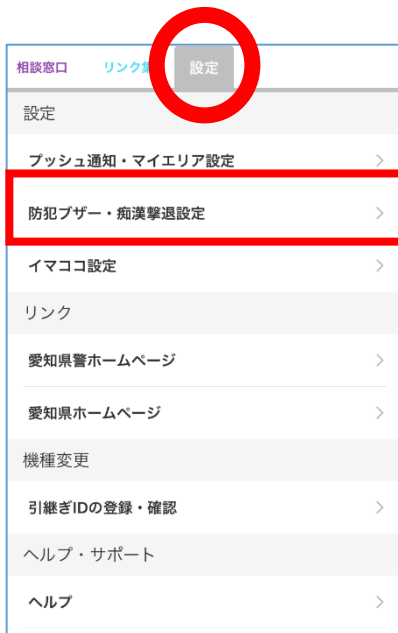 相談窓口 リンク集 設定
設定
プッシュ通知・マイエリア設定
防犯ブザー・痴漢撃退設定
イマココ設定
リンク
愛知県警ホームページ
愛知県ホームページ
機種変更
引継ぎIDの登録・確認
ヘルプ・サポート
ヘルプ